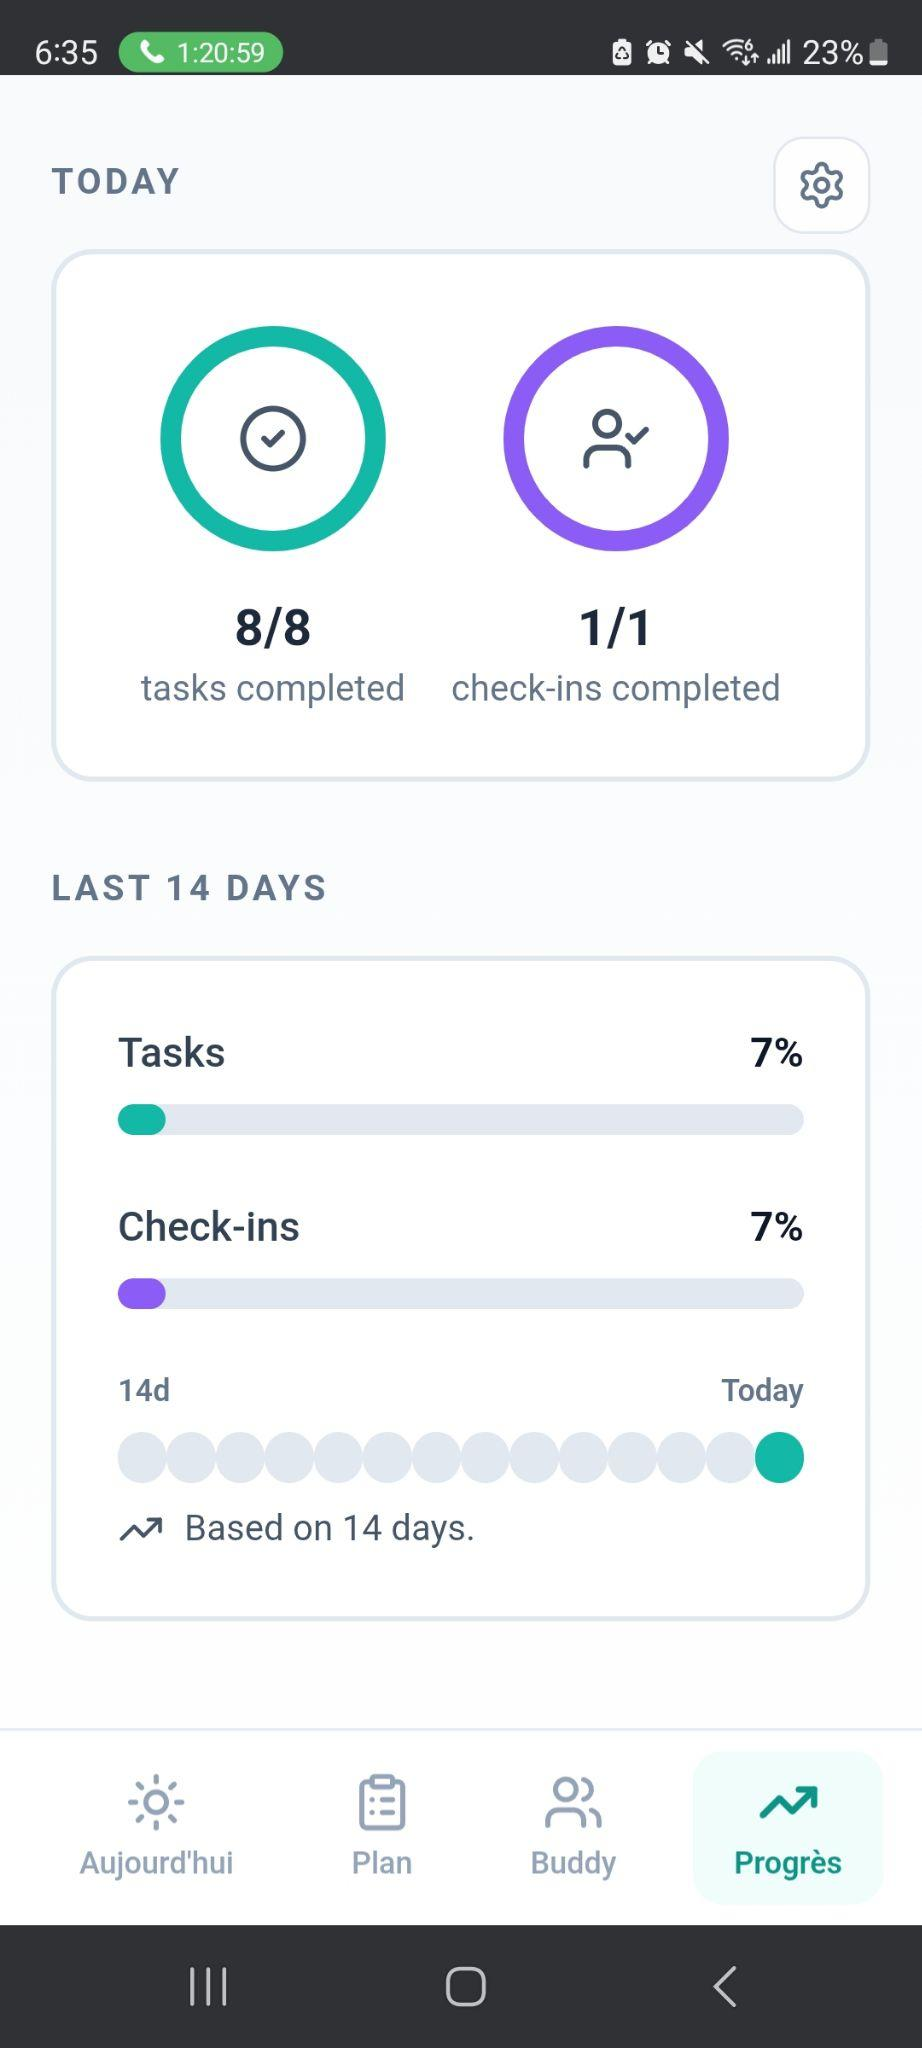 6:35 1:20:59 23%
TODAY
8/8 1/1
tasks completed check-ins completed
LAST 14 DAYS
Tasks 7%
Check-ins 7%
14d Today
Based on 14 days.
Aujourd'hui Plan Buddy Progrès